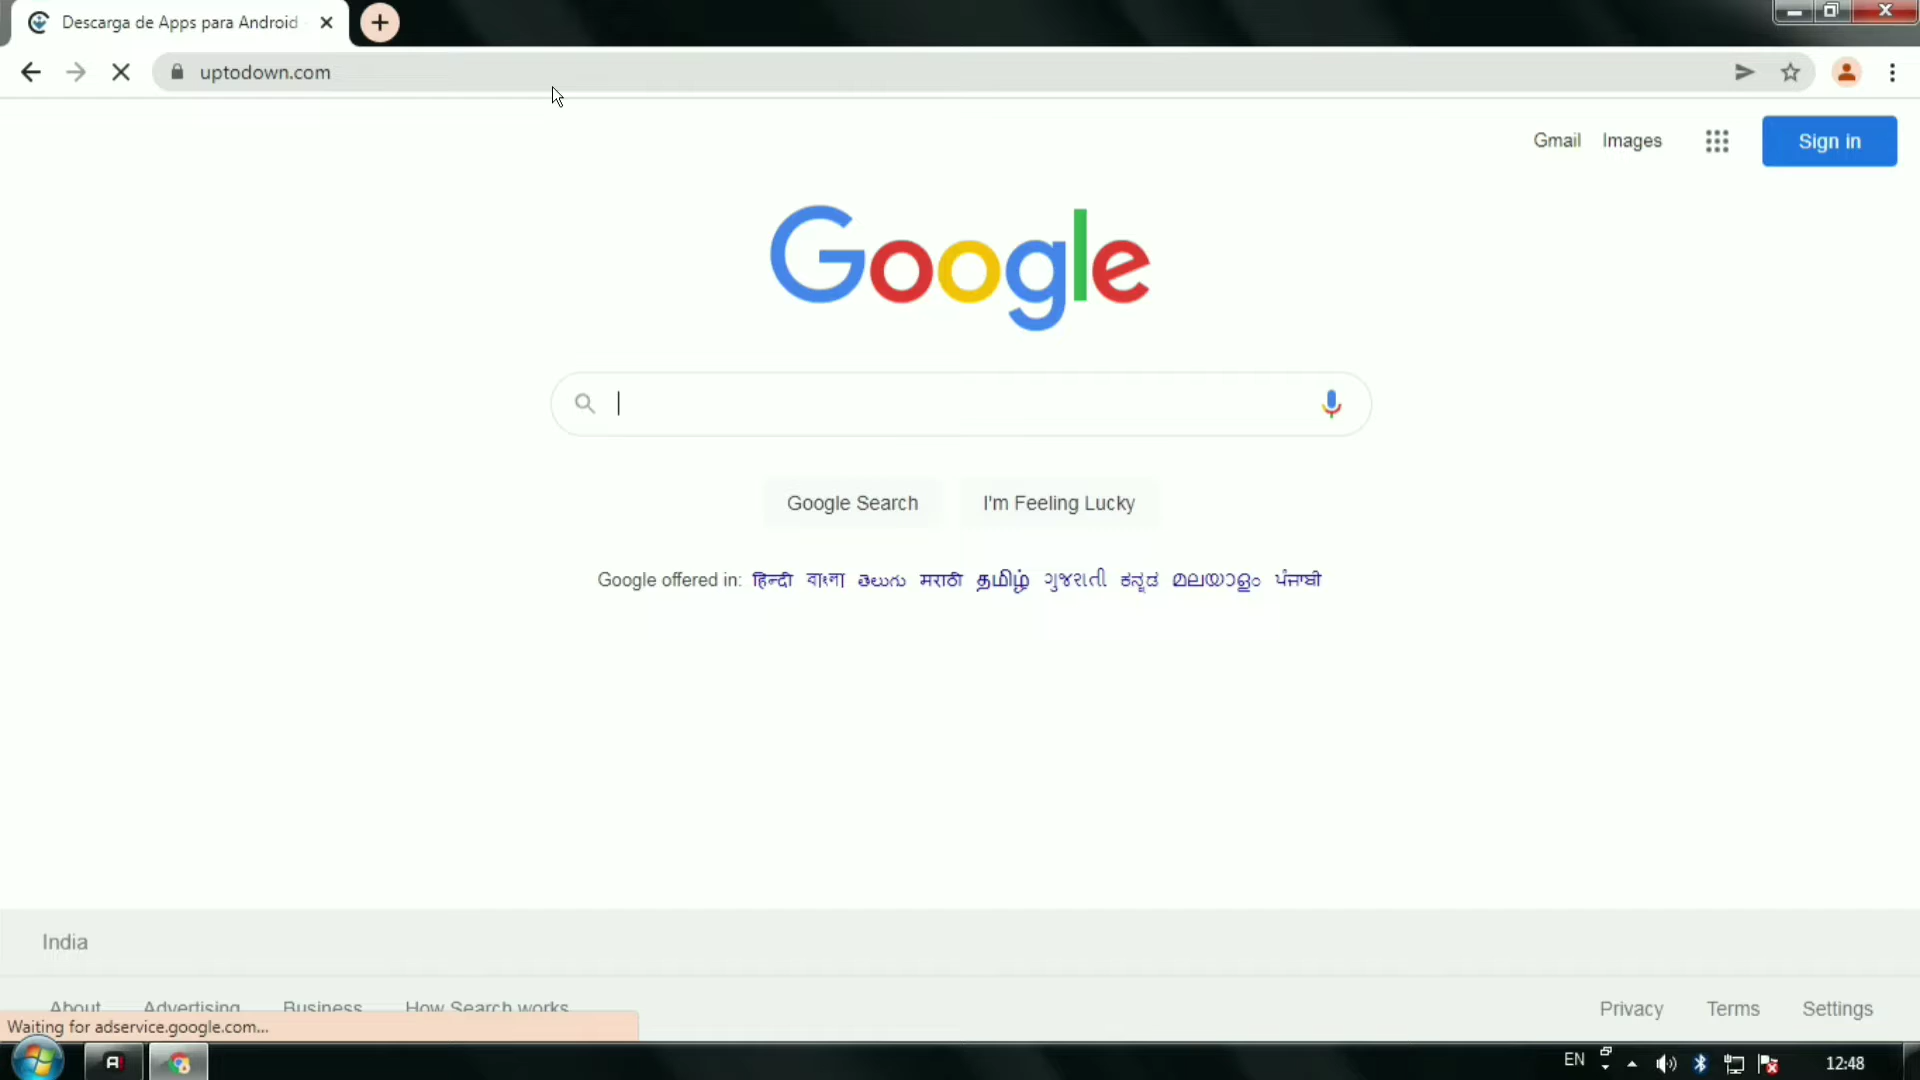 Descarga de Apps para Android
uptodown.com
Gmail Images Sign in
Google
Google Search I'm Feeling Lucky
Google offered in: हिन्दी বাংলা తెలుగు मराठी தமிழ் ગુજરાતી ಕನ್ನಡ മലയാളം ਪੰਜਾਬੀ
India
About Advertising Business How Search works Privacy Terms Settings
Waiting for adservice.google.com...
EN 12:48